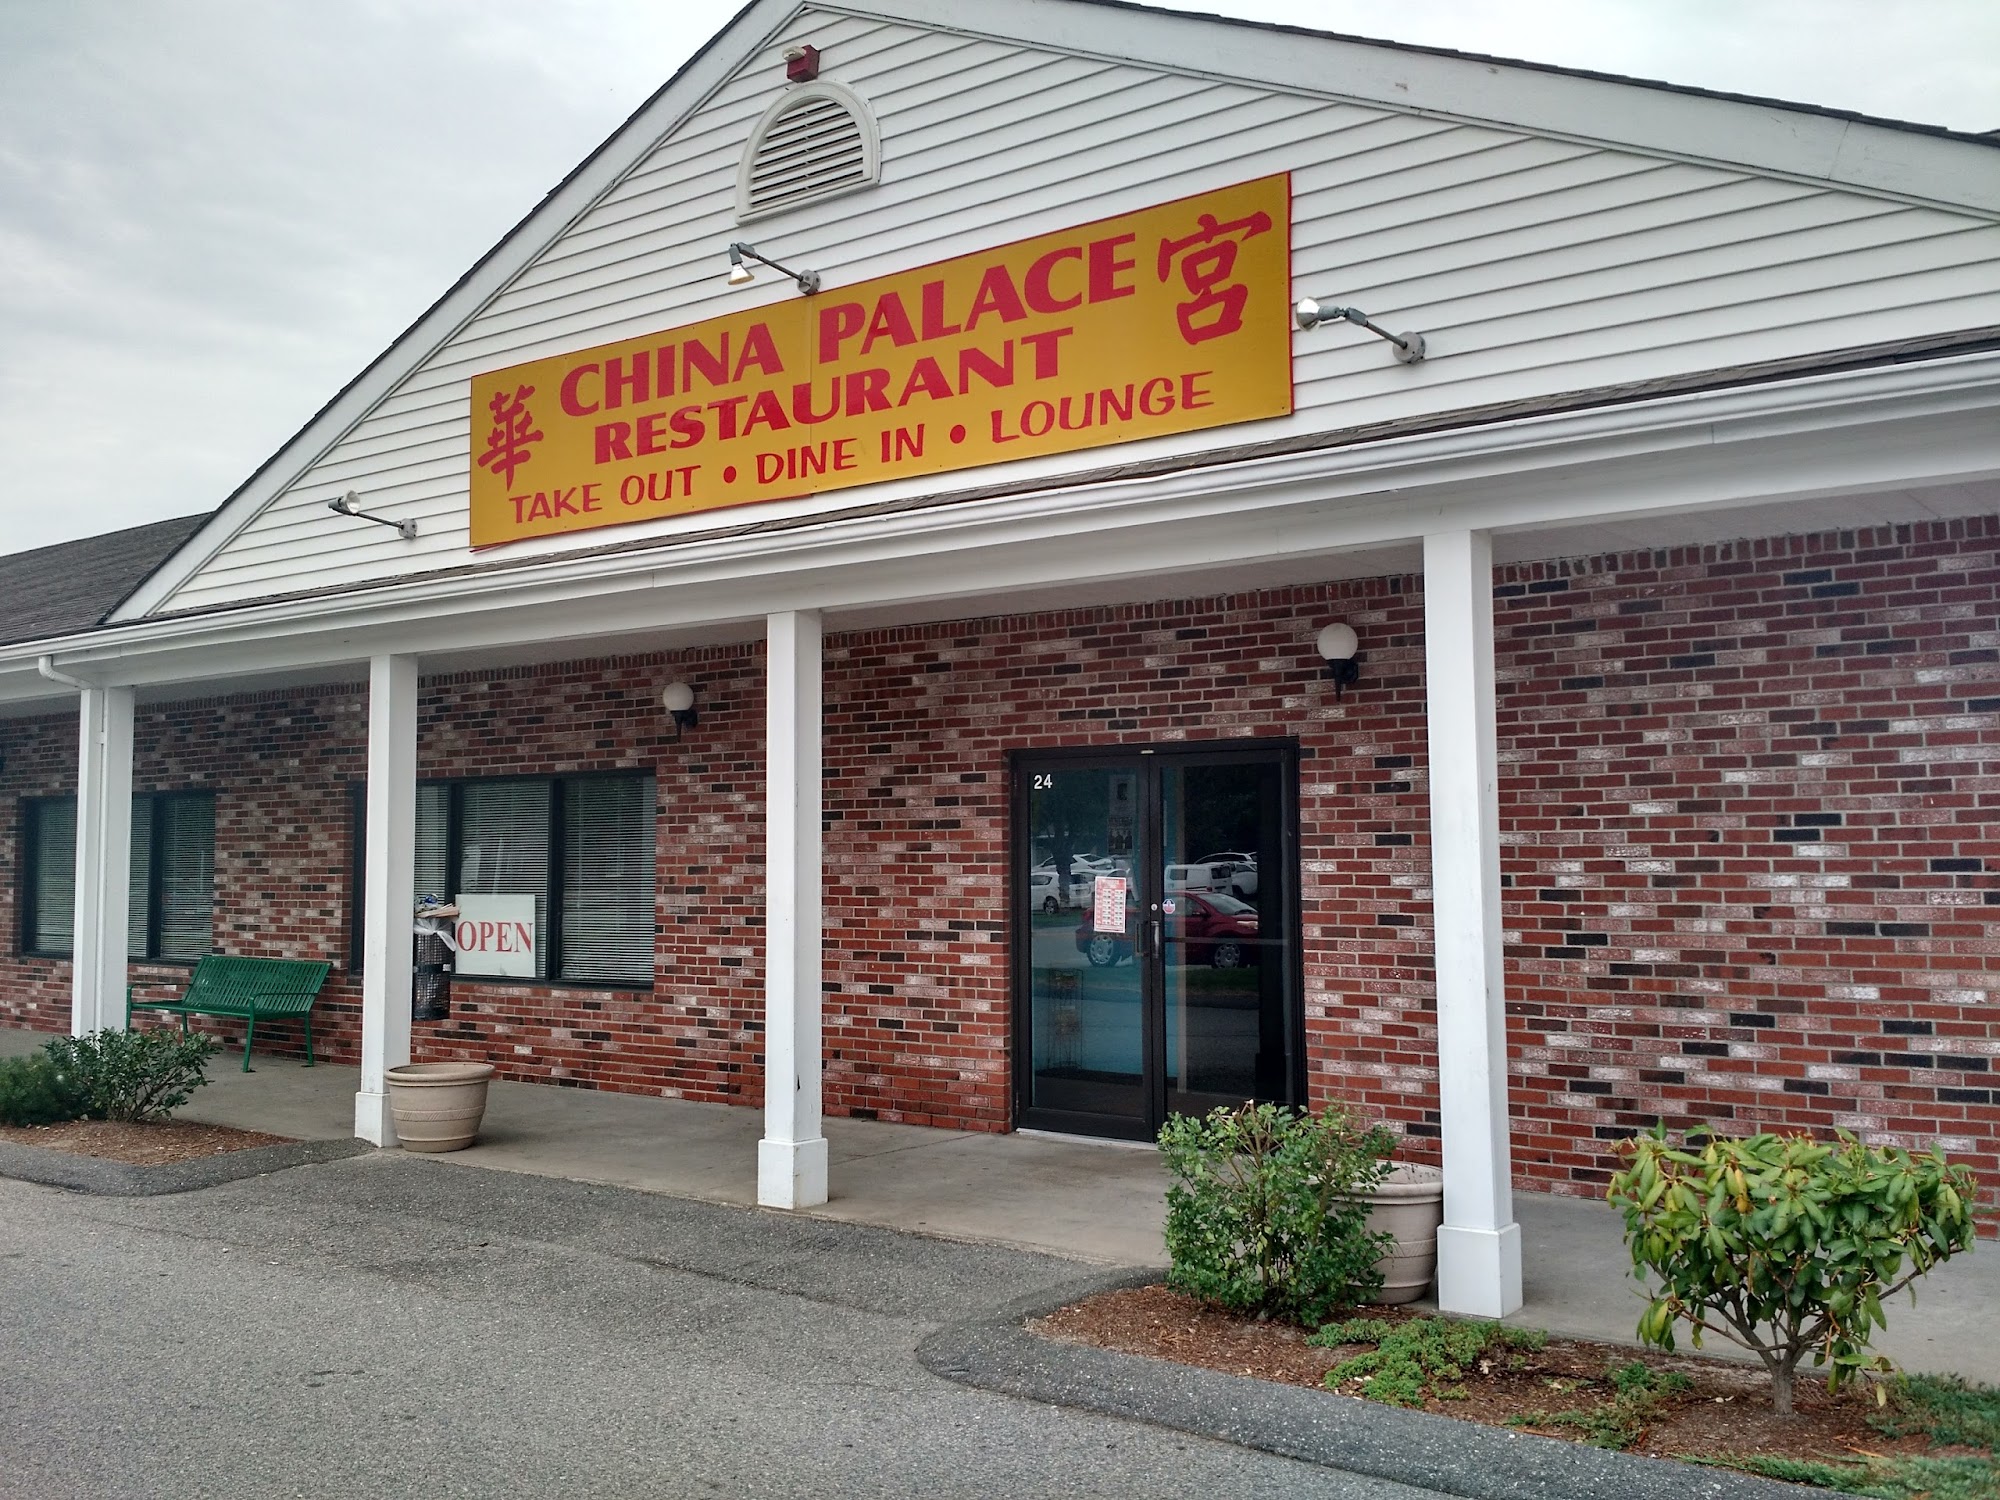 華 CHINA PALACE 宮
RESTAURANT
TAKE OUT • DINE IN • LOUNGE
24
OPEN